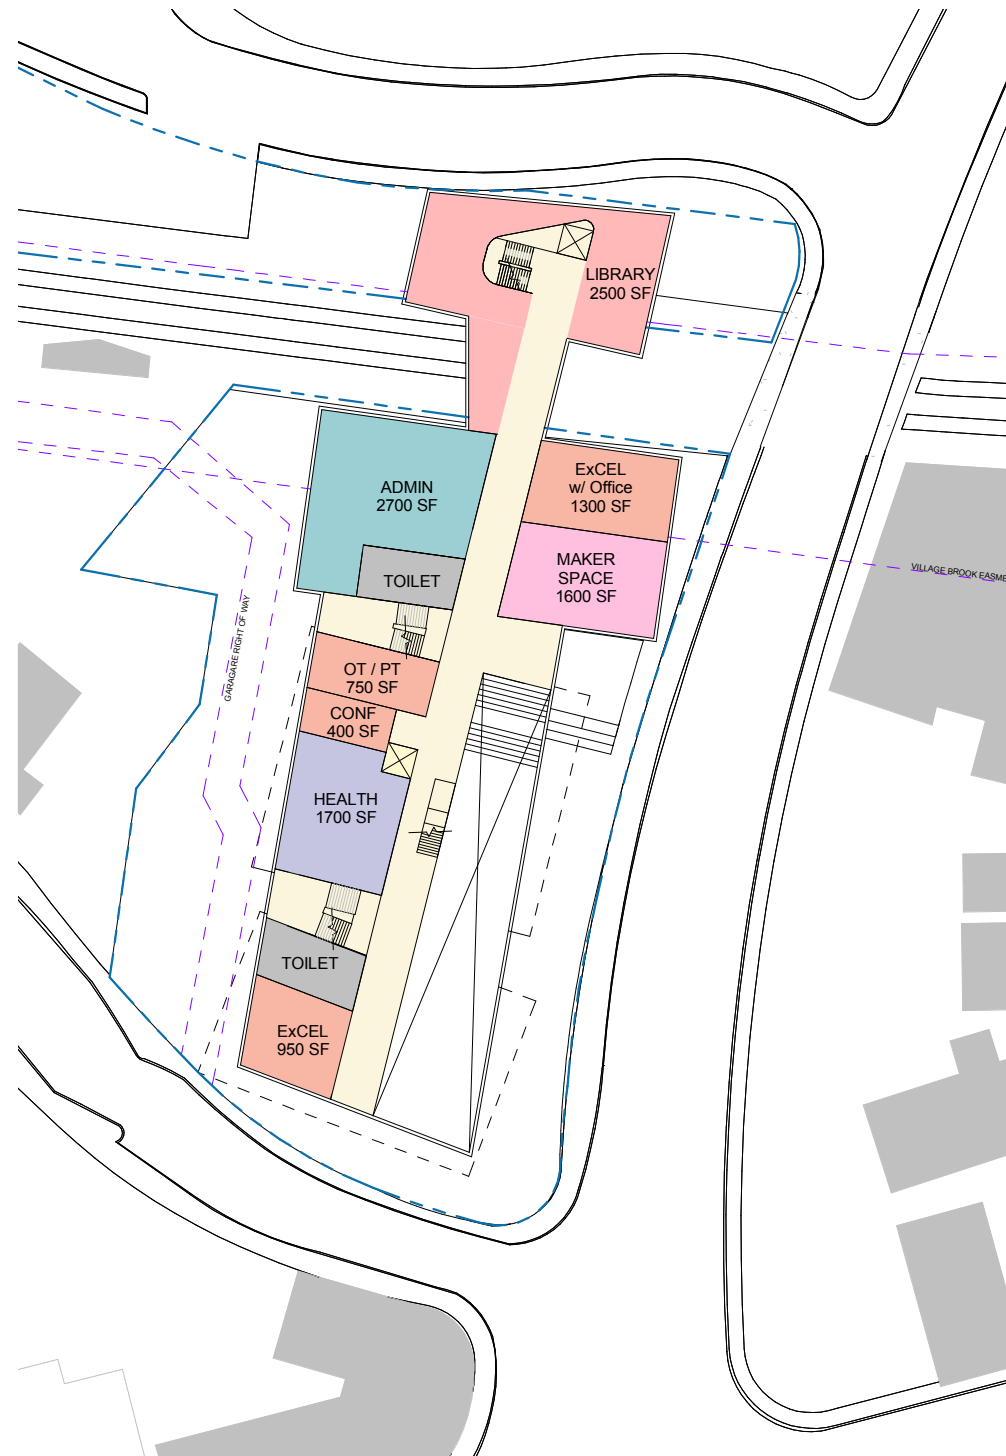 LIBRARY
2500 SF
ExCEL
w/ Office
1300 SF
ADMIN
2700 SF
MAKER
SPACE
1600 SF
TOILET
VILLAGE BROOK EASME
GARAGARE RIGHT OF WAY
OT / PT
750 SF
CONF
400 SF
HEALTH
1700 SF
TOILET
ExCEL
950 SF